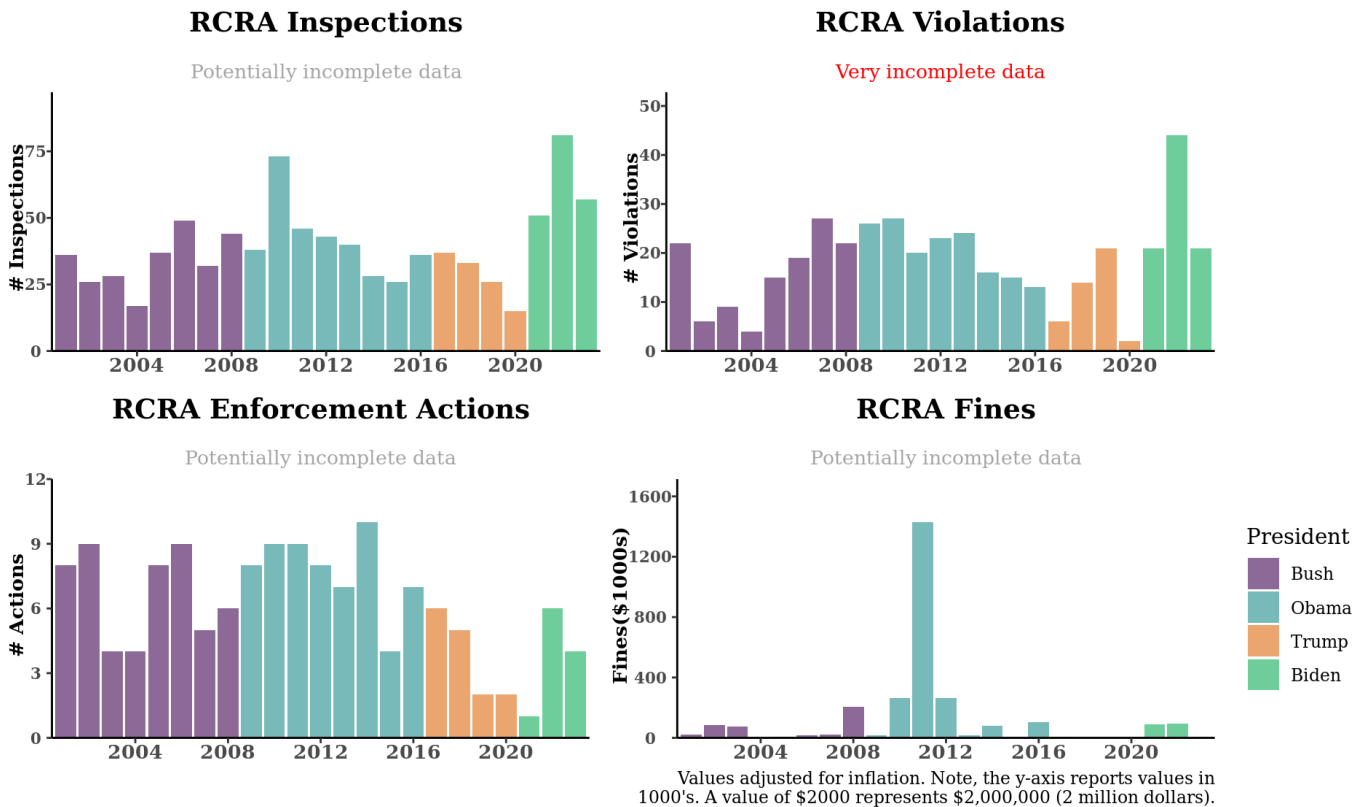 RCRA Inspections
Potentially incomplete data
# Inspections
75
50
25
0
2004 2008 2012 2016 2020
RCRA Violations
Very incomplete data
# Violations
50
40
30
20
10
0
2004 2008 2012 2016 2020
RCRA Enforcement Actions
Potentially incomplete data
# Actions
12
9
6
3
0
2004 2008 2012 2016 2020
RCRA Fines
Potentially incomplete data
Fines($1000s)
1600
1200
800
400
0
2004 2008 2012 2016 2020
President
Bush
Obama
Trump
Biden
Values adjusted for inflation. Note, the y-axis reports values in
1000's. A value of $2000 represents $2,000,000 (2 million dollars).